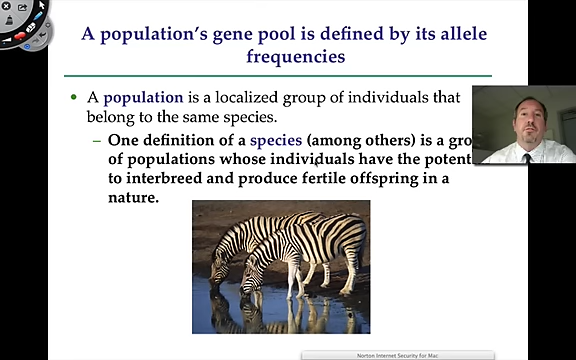 A population's gene pool is defined by its allele
frequencies
• A population is a localized group of individuals that
belong to the same species.
– One definition of a species (among others) is a gro
of populations whose individuals have the potent
to interbreed and produce fertile offspring in a
nature.
Norton Internet Security for Mac